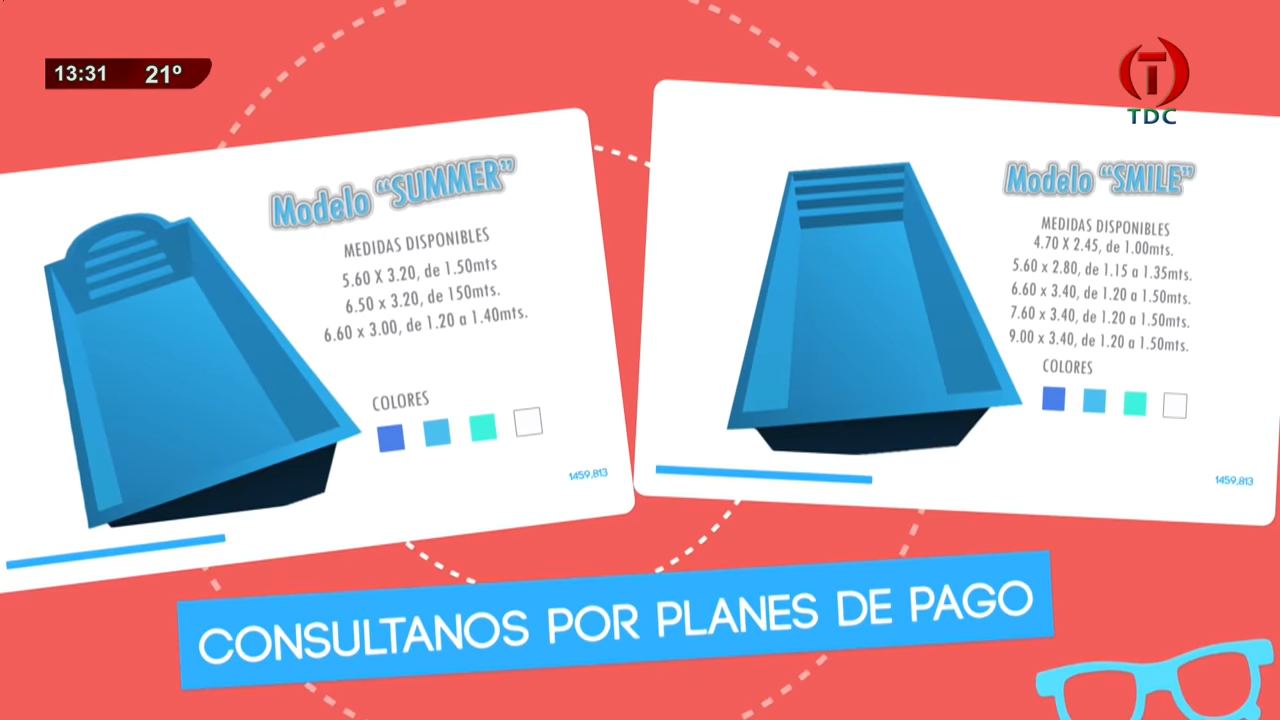 13:31 21º
T
TDC
Modelo “SUMMER”
MEDIDAS DISPONIBLES
5.60 X 3.20, de 1.50mts
6.50 x 3.20, de 150mts.
6.60 x 3.00, de 1.20 a 1.40mts.
COLORES
1459,813
Modelo “SMILE”
MEDIDAS DISPONIBLES
4.70 X 2.45, de 1.00mts.
5.60 x 2.80, de 1.15 a 1.35mts.
6.60 x 3.40, de 1.20 a 1.50mts.
7.60 x 3.40, de 1.20 a 1.50mts.
9.00 x 3.40, de 1.20 a 1.50mts.
COLORES
1459,813
CONSULTANOS POR PLANES DE PAGO